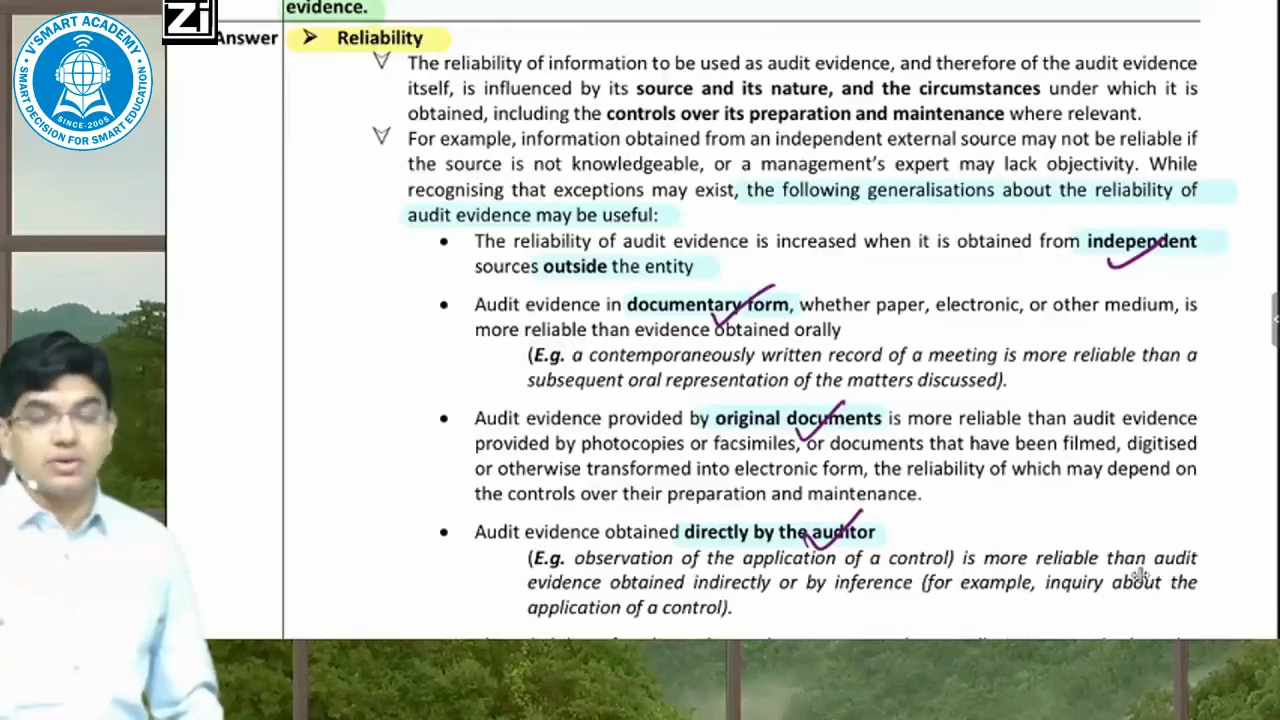 evidence.
V'SMART ACADEMY
SMART DECISION FOR SMART EDUCATION
SINCE-2005
Zi
Answer
➤ Reliability
The reliability of information to be used as audit evidence, and therefore of the audit evidence
itself, is influenced by its source and its nature, and the circumstances under which it is
obtained, including the controls over its preparation and maintenance where relevant.
For example, information obtained from an independent external source may not be reliable if
the source is not knowledgeable, or a management's expert may lack objectivity. While
recognising that exceptions may exist, the following generalisations about the reliability of
audit evidence may be useful:
• The reliability of audit evidence is increased when it is obtained from independent
sources outside the entity
• Audit evidence in documentary form, whether paper, electronic, or other medium, is
more reliable than evidence obtained orally
(E.g. a contemporaneously written record of a meeting is more reliable than a
subsequent oral representation of the matters discussed).
• Audit evidence provided by original documents is more reliable than audit evidence
provided by photocopies or facsimiles, or documents that have been filmed, digitised
or otherwise transformed into electronic form, the reliability of which may depend on
the controls over their preparation and maintenance.
• Audit evidence obtained directly by the auditor
(E.g. observation of the application of a control) is more reliable than audit
evidence obtained indirectly or by inference (for example, inquiry about the
application of a control).